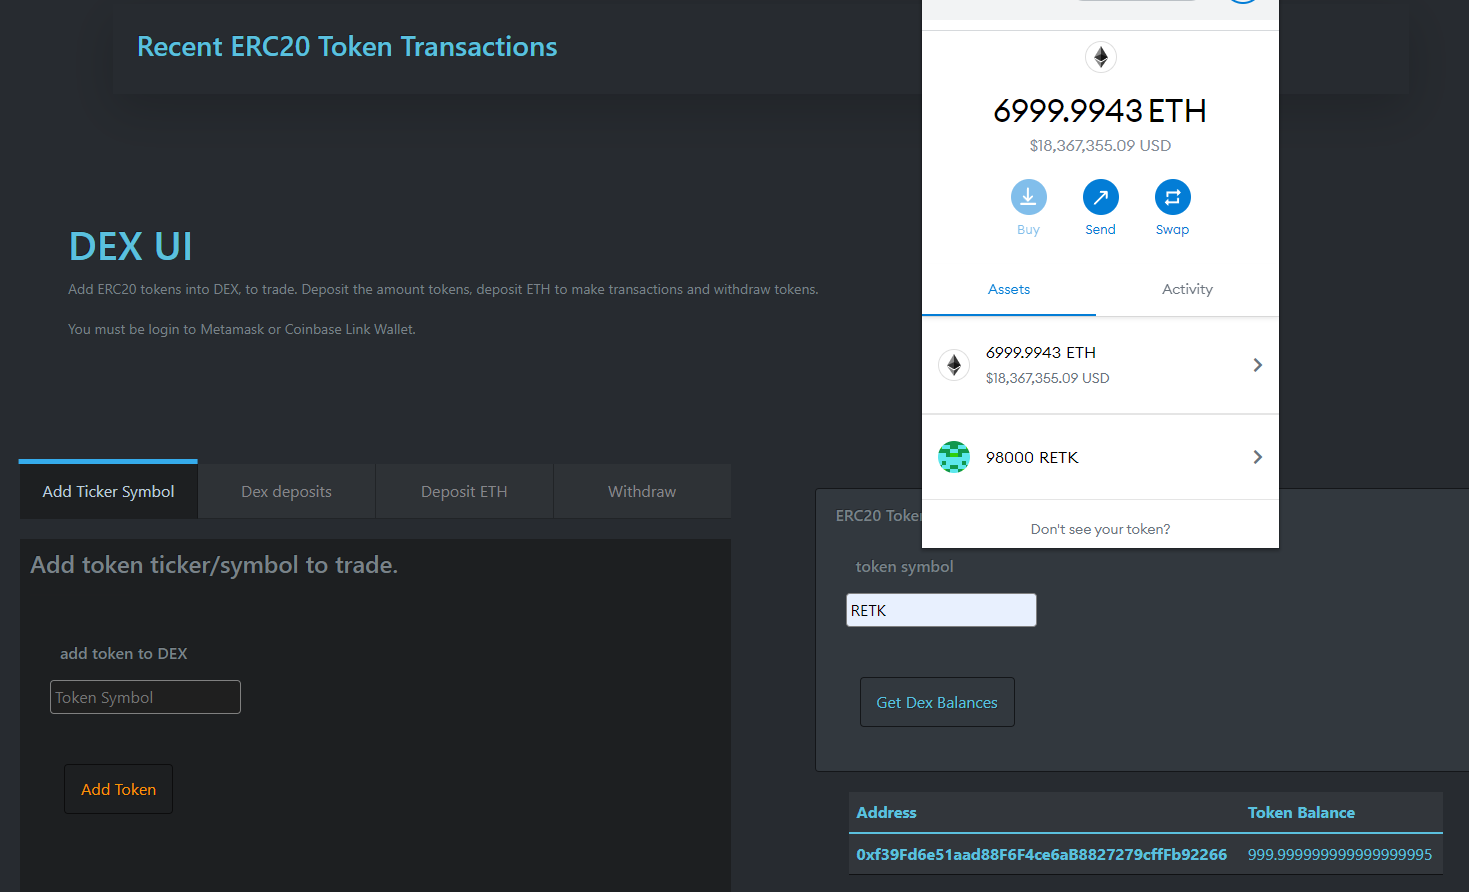 Recent ERC20 Token Transactions
6999.9943 ETH
$18,367,355.09 USD
Buy
Send
Swap
Assets
Activity
6999.9943 ETH
$18,367,355.09 USD
98000 RETK
Don't see your token?
DEX UI
Add ERC20 tokens into DEX, to trade. Deposit the amount tokens, deposit ETH to make transactions and withdraw tokens.
You must be login to Metamask or Coinbase Link Wallet.
Add Ticker Symbol
Dex deposits
Deposit ETH
Withdraw
Add token ticker/symbol to trade.
add token to DEX
Token Symbol
Add Token
ERC20
token symbol
RETK
Get Dex Balances
Address Token Balance
0xf39Fd6e51aad88F6F4ce6aB8827279cffFb92266 999.999999999999999995